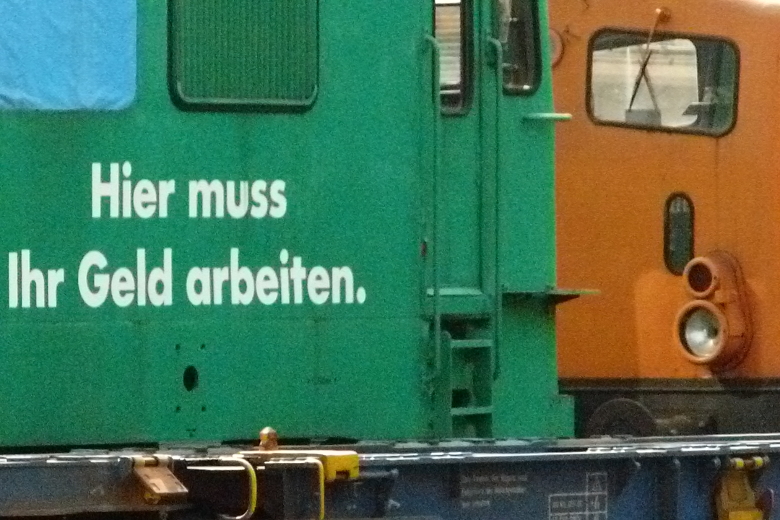 Hier muss
Ihr Geld arbeiten.